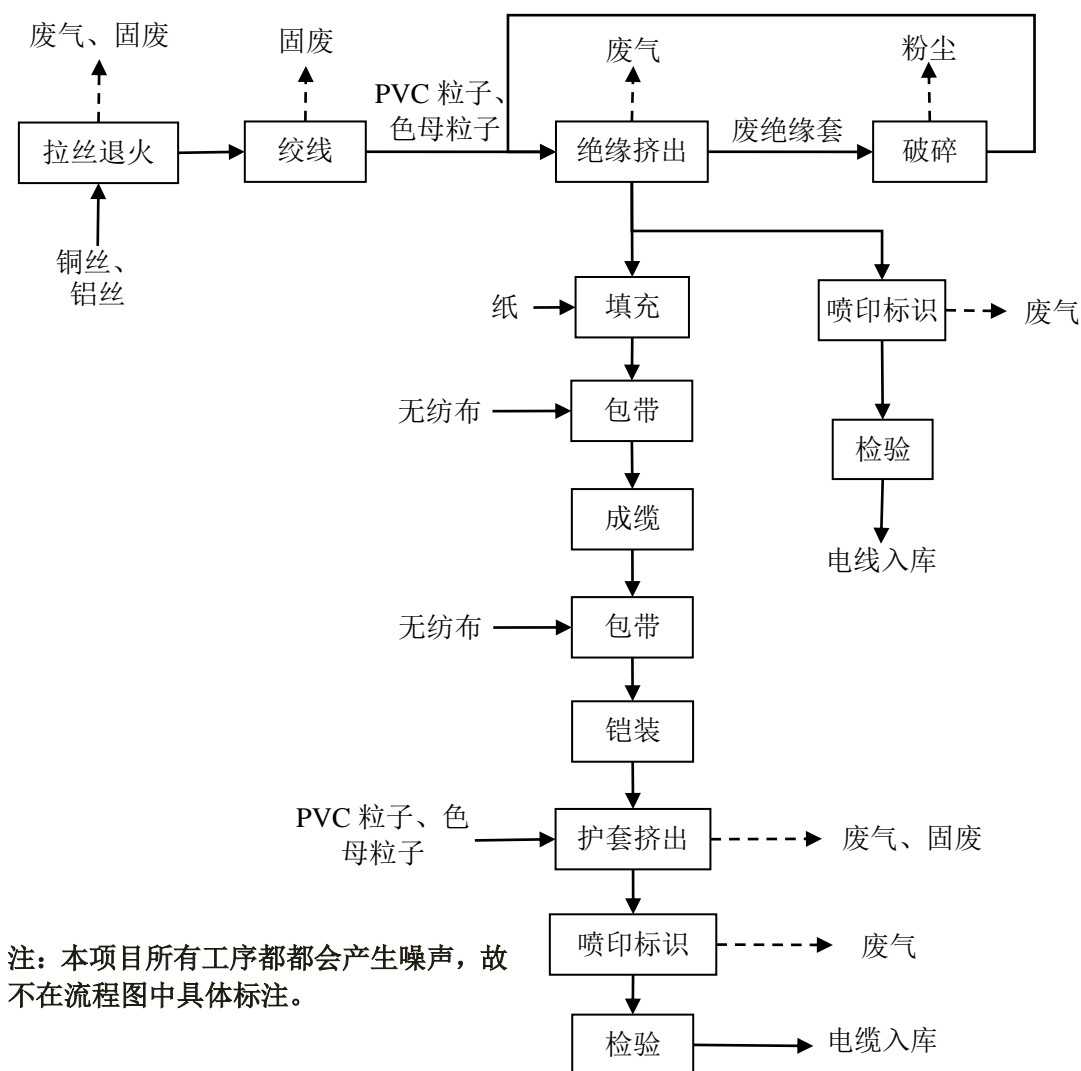 废气、固废
固废
废气
粉尘
PVC 粒子、
色母粒子
拉丝退火
绞线
绝缘挤出
废绝缘套
破碎
铜丝、
铝丝
纸
填充
喷印标识
废气
无纺布
包带
检验
成缆
电线入库
无纺布
包带
铠装
PVC 粒子、色
母粒子
护套挤出
废气、固废
喷印标识
废气
注：本项目所有工序都都会产生噪声，故
不在流程图中具体标注。
检验
电缆入库